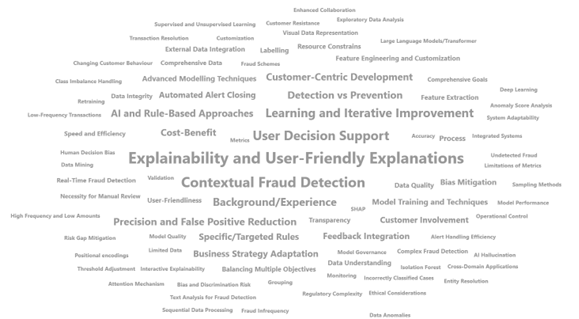 Enhanced Collaboration
Supervised and Unsupervised Learning Customer Resistance Exploratory Data Analysis
Visual Data Representation
Transaction Resolution Customization Large Language Models/Transformer
External Data Integration Labelling Resource Constrains
Changing Customer Behaviour Comprehensive Data Fraud Schemes Feature Engineering and Customization
Class Imbalance Handling Advanced Modelling Techniques Customer-Centric Development Comprehensive Goals
Deep Learning
Retraining Data Integrity Automated Alert Closing Detection vs Prevention Feature Extraction
Anomaly Score Analysis
Low-Frequency Transactions AI and Rule-Based Approaches Learning and Iterative Improvement System Adaptability
Speed and Efficiency Cost-Benefit Metrics User Decision Support Accuracy Process Integrated Systems
Human Decision Bias Explainability and User-Friendly Explanations Undetected Fraud
Data Mining Limitations of Metrics
Real-Time Fraud Detection Validation Contextual Fraud Detection Data Quality Bias Mitigation Sampling Methods
Necessity for Manual Review User-Friendliness Background/Experience SHAP Model Training and Techniques Model Performance
High Frequency and Low Amounts Precision and False Positive Reduction Transparency Customer Involvement Operational Control
Risk Gap Mitigation Model Quality Specific/Targeted Rules Feedback Integration Alert Handling Efficiency
Positional encodings Limited Data Business Strategy Adaptation Model Governance Complex Fraud Detection AI Hallucination
Threshold Adjustment Interactive Explainability Balancing Multiple Objectives Data Understanding Isolation Forest Cross-Domain Applications
Attention Mechanism Bias and Discrimination Risk Grouping Monitoring Incorrectly Classified Cases Entity Resolution
Text Analysis for Fraud Detection Regulatory Complexity Ethical Considerations
Sequential Data Processing Fraud Infrequency Data Anomalies